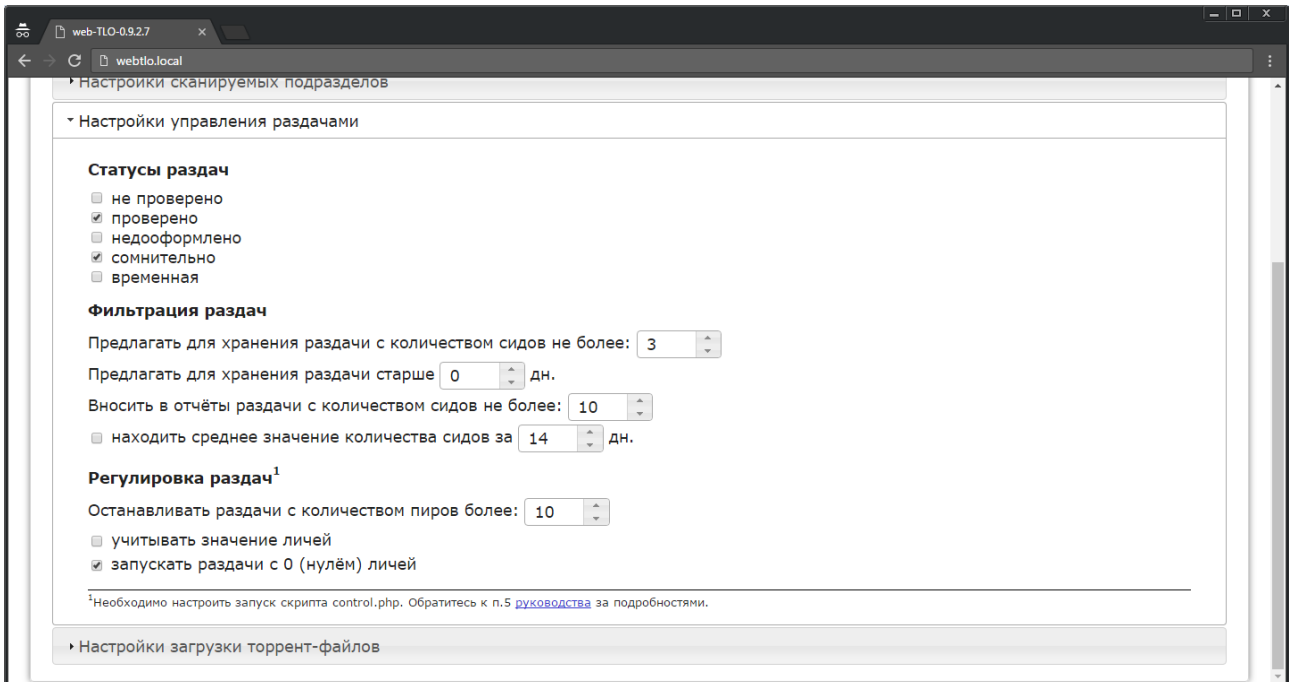 web-TLO-0.9.2.7
webtlo.local
Настройки сканируемых подразделов
Настройки управления раздачами
Статусы раздач
не проверено
проверено
недооформлено
сомнительно
временная
Фильтрация раздач
Предлагать для хранения раздачи с количеством сидов не более: 3
Предлагать для хранения раздачи старше 0 дн.
Вносить в отчёты раздачи с количеством сидов не более: 10
находить среднее значение количества сидов за 14 дн.
Регулировка раздач1
Останавливать раздачи с количеством пиров более: 10
учитывать значение личей
запускать раздачи с 0 (нулём) личей
1Необходимо настроить запуск скрипта control.php. Обратитесь к п.5 руководства за подробностями.
Настройки загрузки торрент-файлов